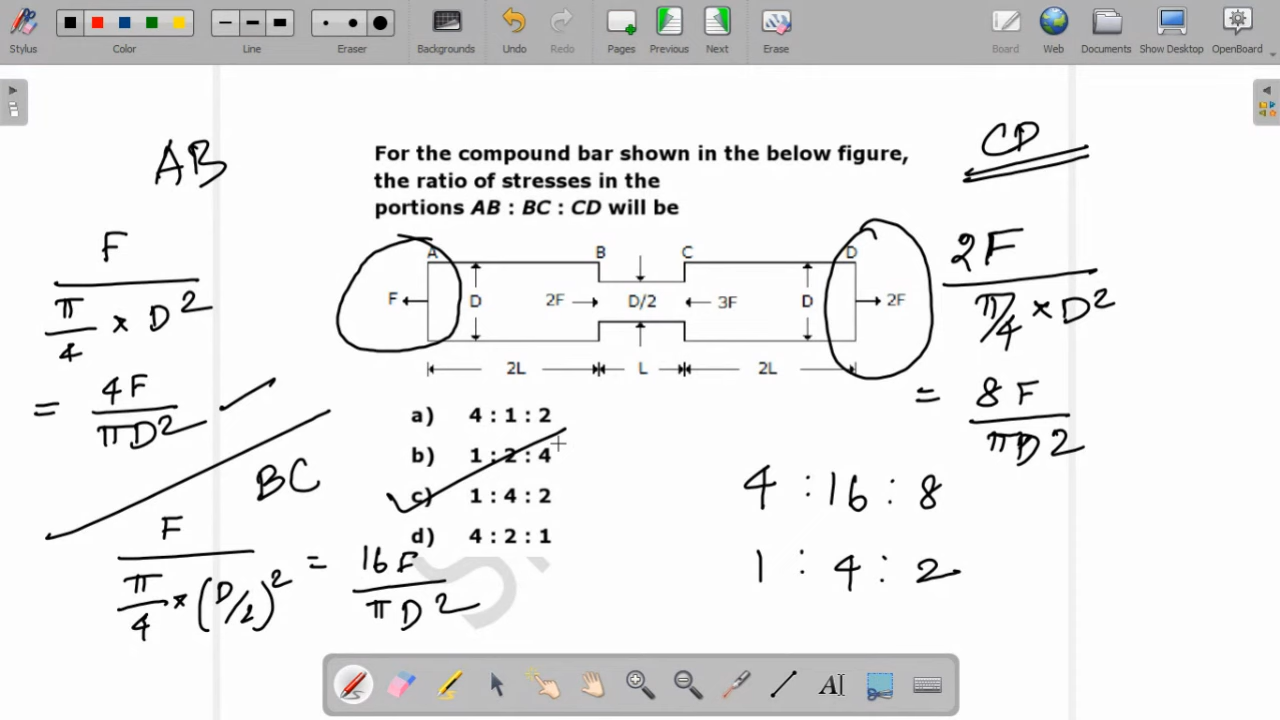 Stylus Color Line Eraser Backgrounds Undo Redo Pages Previous Next Erase Board Web Documents Show Desktop OpenBoard
AB
F
π/4 × D²
= 4F/πD²
BC
F
π/4 × (D/2)² = 16F/πD²
For the compound bar shown in the below figure,
the ratio of stresses in the
portions AB : BC : CD will be
A B C D
F D 2F D/2 3F D 2F
2L L 2L
a) 4 : 1 : 2
b) 1 : 2 : 4
c) 1 : 4 : 2
d) 4 : 2 : 1
CD
2F
π/4 × D²
= 8F/πD²
4 : 16 : 8
1 : 4 : 2